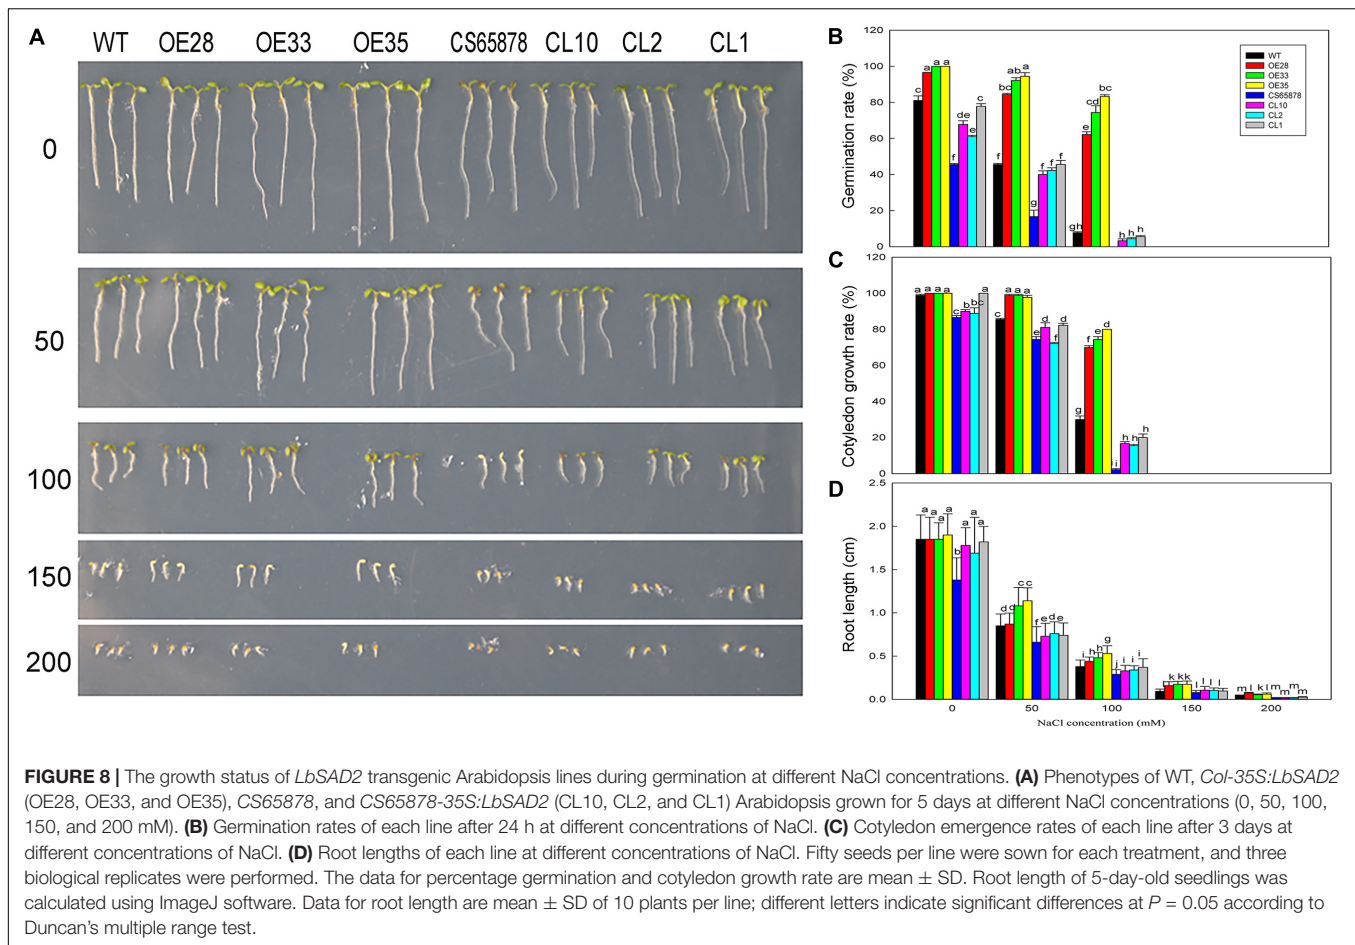 A
WT OE28 OE33 OE35 CS65878 CL10 CL2 CL1
0
50
100
150
200
B
120
100
80
60
40
20
0
Germination rate (%)
WT
OE28
OE33
OE35
CS65878
CL10
CL2
CL1
c a a a f de e c
f bc ab a g f f f
gh e cd bc h h h
C
120
100
80
60
40
20
0
Cotyledon growth rate (%)
a a a a c b bc a
c a a a e d f d
g f e d i h h h
D
2.5
2.0
1.5
1.0
0.5
0.0
Root length (cm)
a a a a b a a a
d d c c f e d e
i h h g j i i i
l k k k l l l l
m l k l m m m m
0 50 100 150 200
NaCl concentration (mM)
FIGURE 8 | The growth status of LbSAD2 transgenic Arabidopsis lines during germination at different NaCl concentrations. (A) Phenotypes of WT, Col-35S:LbSAD2
(OE28, OE33, and OE35), CS65878, and CS65878-35S:LbSAD2 (CL10, CL2, and CL1) Arabidopsis grown for 5 days at different NaCl concentrations (0, 50, 100,
150, and 200 mM). (B) Germination rates of each line after 24 h at different concentrations of NaCl. (C) Cotyledon emergence rates of each line after 3 days at
different concentrations of NaCl. (D) Root lengths of each line at different concentrations of NaCl. Fifty seeds per line were sown for each treatment, and three
biological replicates were performed. The data for percentage germination and cotyledon growth rate are mean ± SD. Root length of 5-day-old seedlings was
calculated using ImageJ software. Data for root length are mean ± SD of 10 plants per line; different letters indicate significant differences at P = 0.05 according to
Duncan's multiple range test.